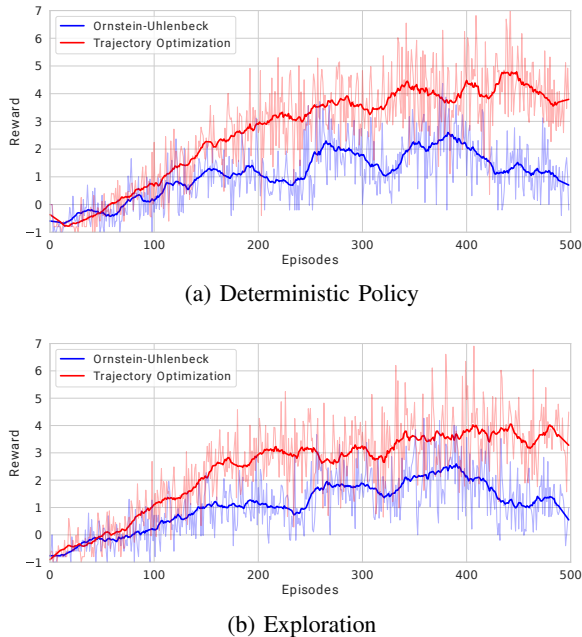 7
6
5
4
3
2
1
0
−1
Reward
Ornstein-Uhlenbeck
Trajectory Optimization
0 100 200 300 400 500
Episodes
(a) Deterministic Policy
7
6
5
4
3
2
1
0
−1
Reward
Ornstein-Uhlenbeck
Trajectory Optimization
0 100 200 300 400 500
Episodes
(b) Exploration